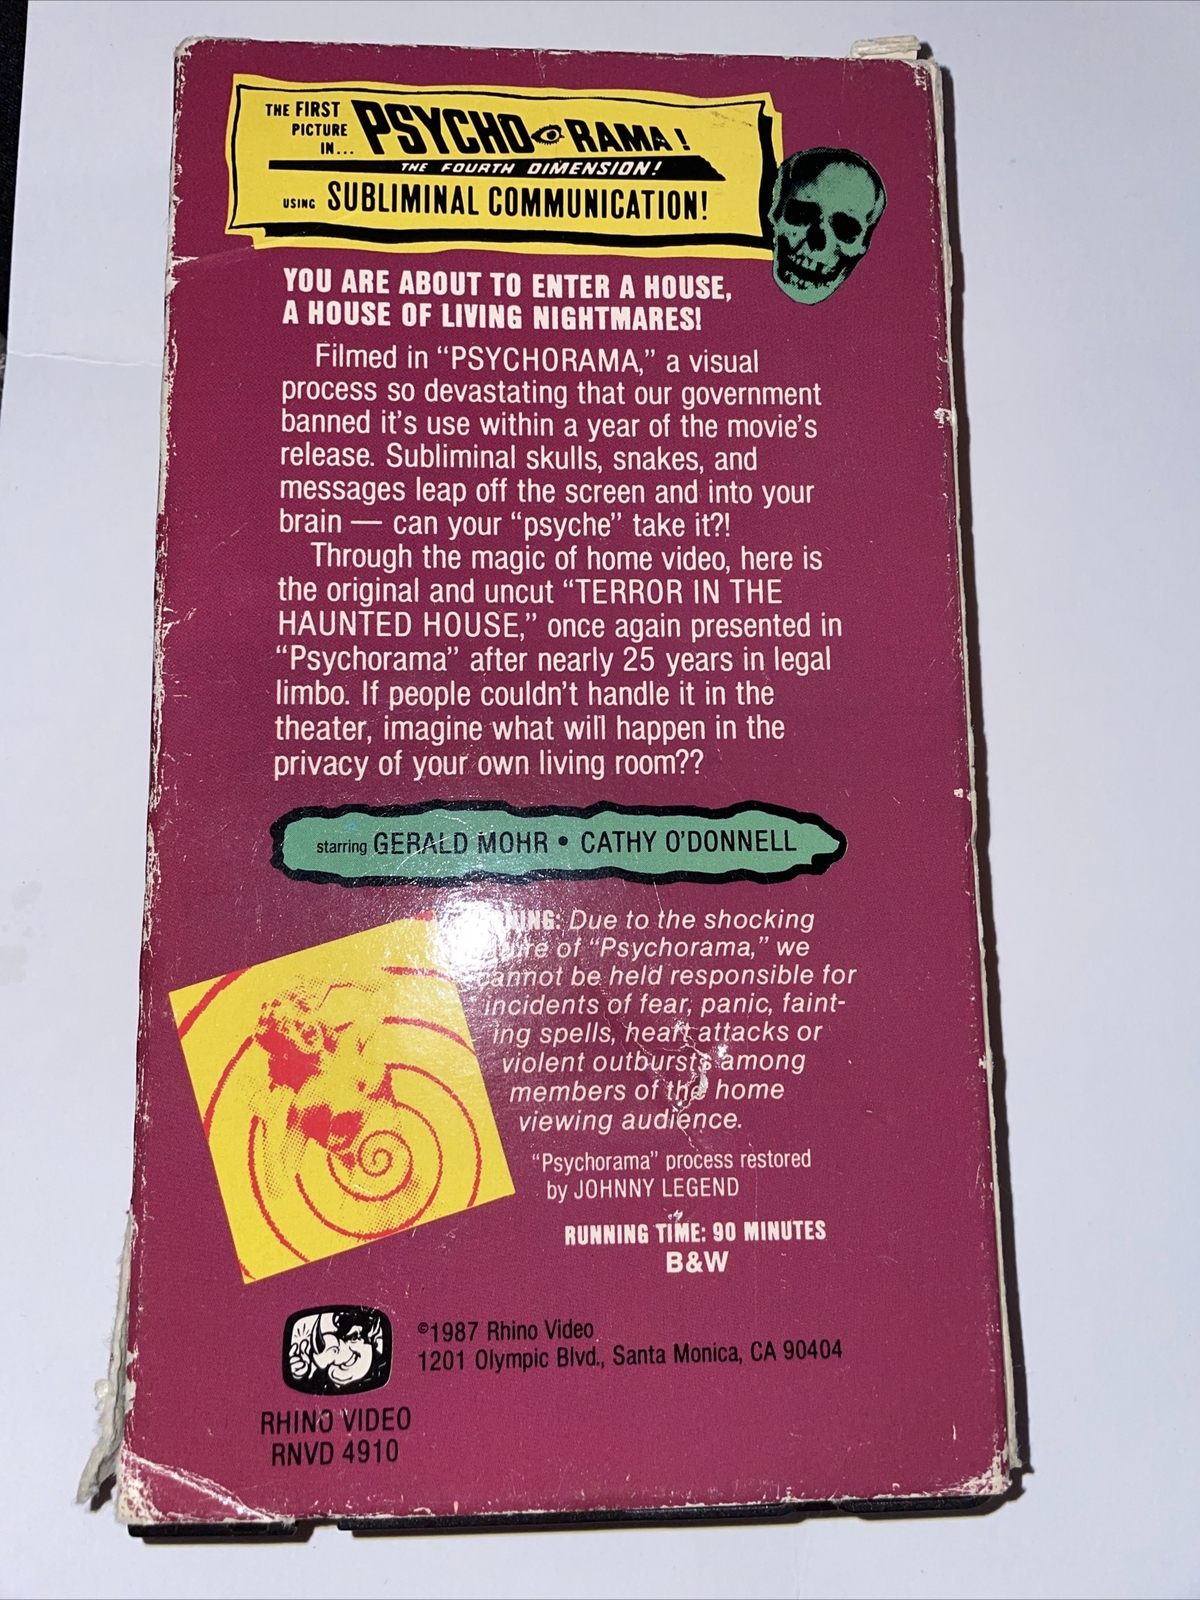 THE FIRST
PICTURE
IN...
PSYCHO RAMA!
THE FOURTH DIMENSION!
USING SUBLIMINAL COMMUNICATION!
YOU ARE ABOUT TO ENTER A HOUSE,
A HOUSE OF LIVING NIGHTMARES!
Filmed in “PSYCHORAMA,” a visual
process so devastating that our government
banned it’s use within a year of the movie’s
release. Subliminal skulls, snakes, and
messages leap off the screen and into your
brain — can your “psyche” take it?!
Through the magic of home video, here is
the original and uncut “TERROR IN THE
HAUNTED HOUSE,” once again presented in
“Psychorama” after nearly 25 years in legal
limbo. If people couldn’t handle it in the
theater, imagine what will happen in the
privacy of your own living room??
starring GERALD MOHR • CATHY O’DONNELL
Due to the shocking
of “Psychorama,” we
cannot be held responsible for
incidents of fear, panic, faint-
ing spells, heart attacks or
violent outbursts among
members of the home
viewing audience.
“Psychorama” process restored
by JOHNNY LEGEND
RUNNING TIME: 90 MINUTES
B&W
©1987 Rhino Video
1201 Olympic Blvd., Santa Monica, CA 90404
RHINO VIDEO
RNVD 4910